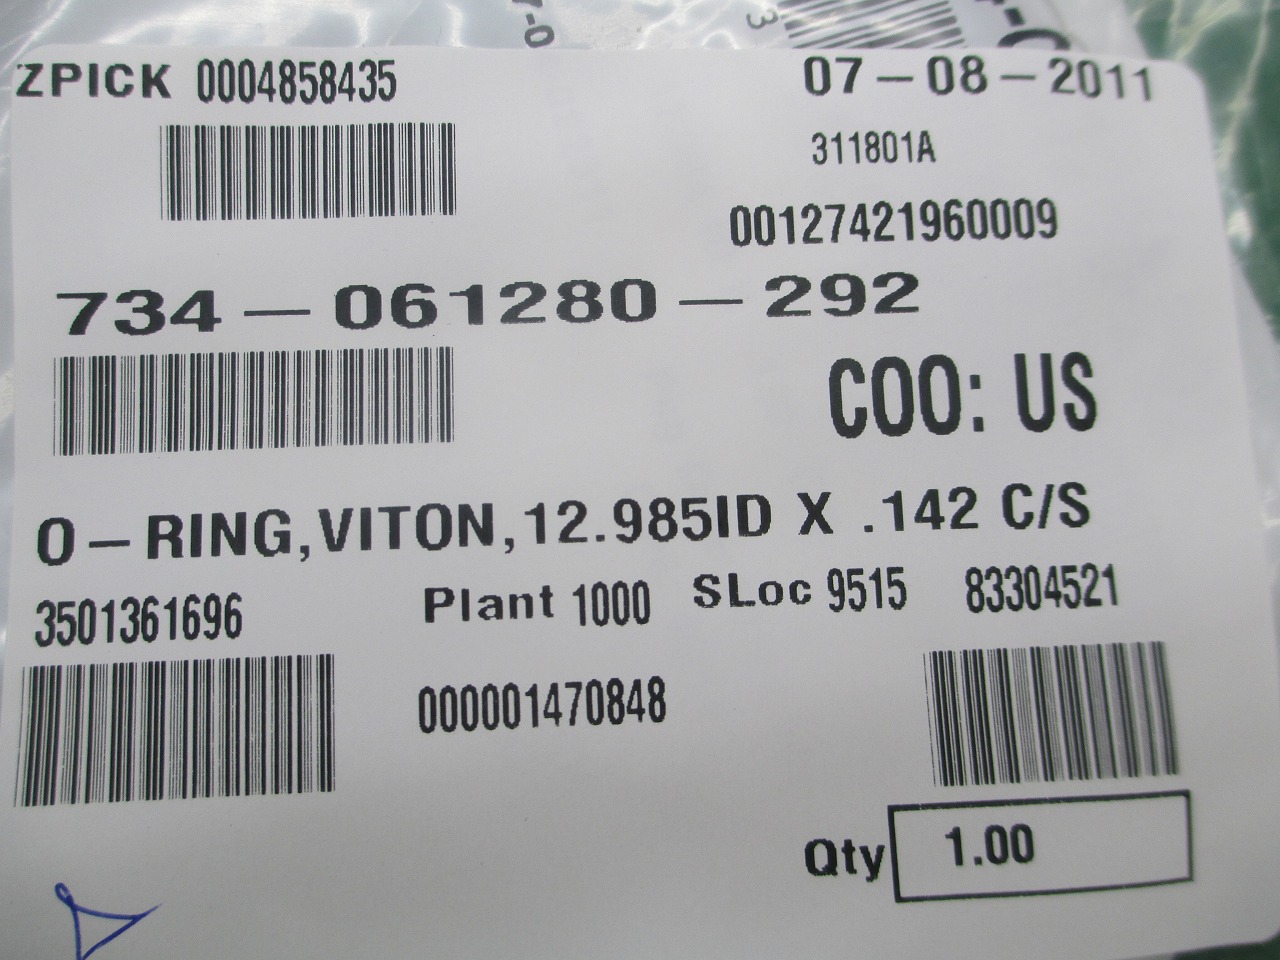 ZPICK 0004858435
07-08-2011
311801A
00127421960009
734-061280-292
COO: US
O-RING,VITON,12.985ID X .142 C/S
3501361696 Plant 1000 SLoc 9515 83304521
000001470848
Qty 1.00